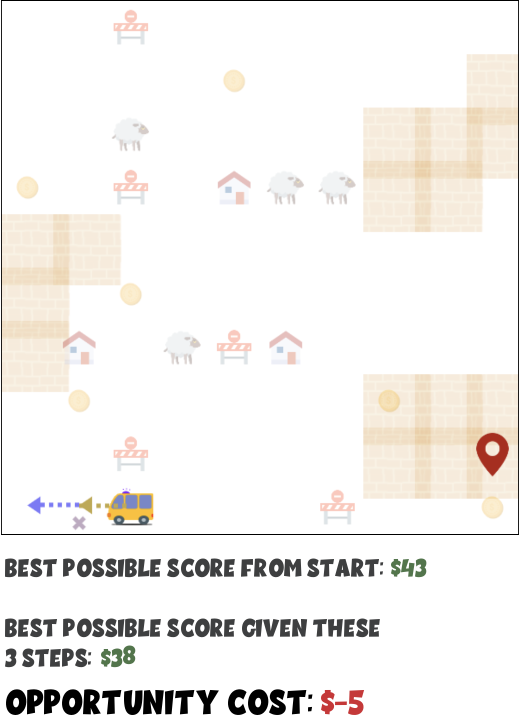 BEST POSSIBLE SCORE FROM START: $43
BEST POSSIBLE SCORE GIVEN THESE
3 STEPS: $38
OPPORTUNITY COST: $-5